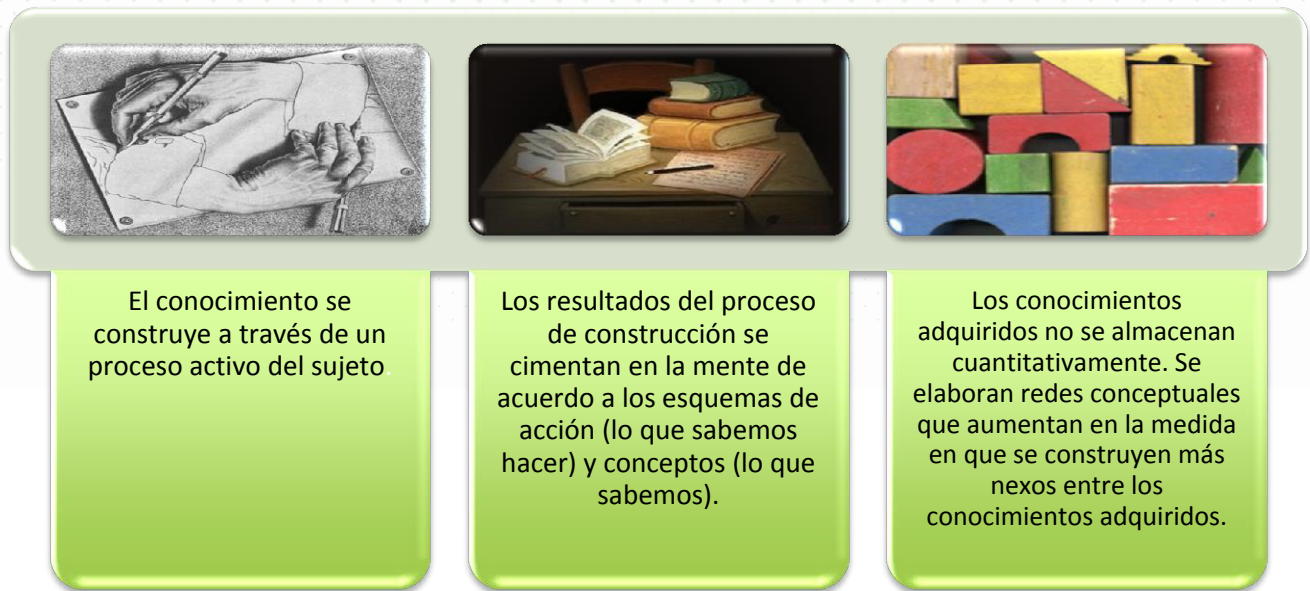 El conocimiento se
construye a través de un
proceso activo del sujeto.
Los resultados del proceso
de construcción se
cimentan en la mente de
acuerdo a los esquemas de
acción (lo que sabemos
hacer) y conceptos (lo que
sabemos).
Los conocimientos
adquiridos no se almacenan
cuantitativamente. Se
elaboran redes conceptuales
que aumentan en la medida
en que se construyen más
nexos entre los
conocimientos adquiridos.